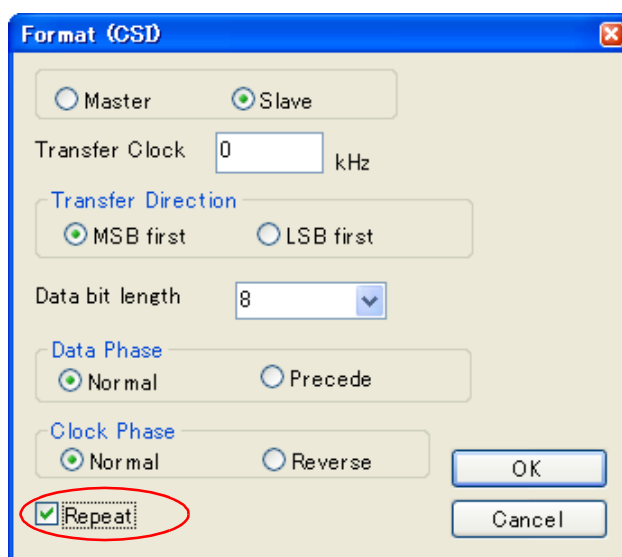 Format (CSI)
Master Slave
Transfer Clock 0 kHz
Transfer Direction
MSB first LSB first
Data bit length 8
Data Phase
Normal Precede
Clock Phase
Normal Reverse
OK
Repeat
Cancel